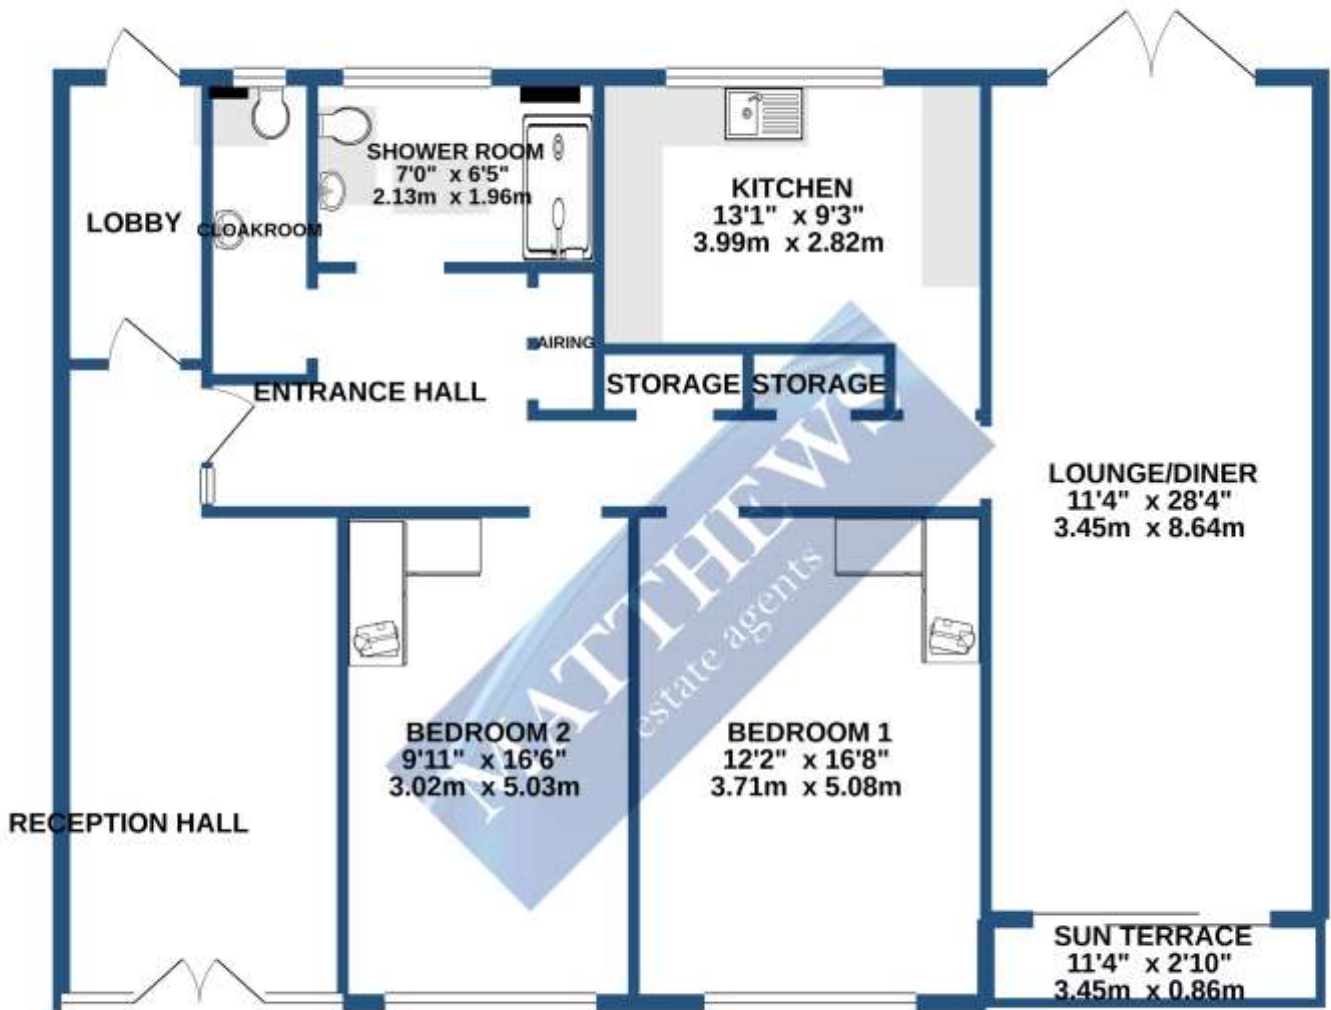 SHOWER ROOM
7'0" x 6'5"
2.13m x 1.96m
KITCHEN
13'1" x 9'3"
3.99m x 2.82m
LOBBY
CLOAKROOM
AIRING
ENTRANCE HALL
STORAGE
STORAGE
LOUNGE/DINER
11'4" x 28'4"
3.45m x 8.64m
MATTHEWS
estate agents
BEDROOM 2
9'11" x 16'6"
3.02m x 5.03m
BEDROOM 1
12'2" x 16'8"
3.71m x 5.08m
RECEPTION HALL
SUN TERRACE
11'4" x 2'10"
3.45m x 0.86m